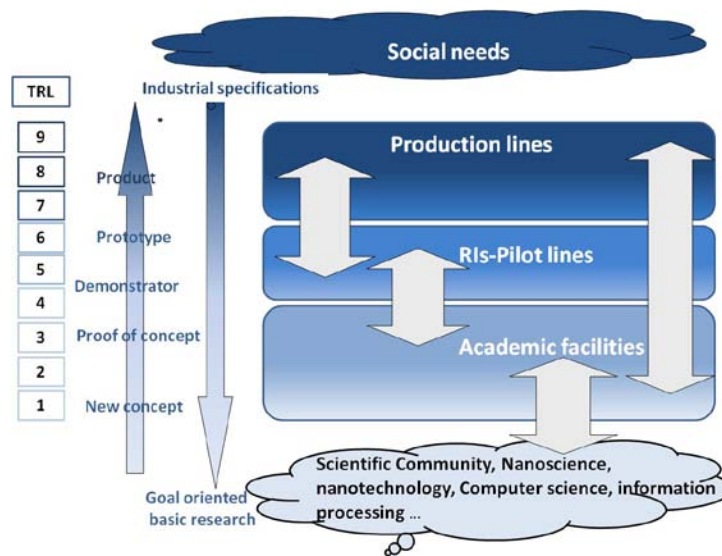 Social needs
TRL
Industrial specifications
9
Production lines
8
Product
7
6
Prototype
RIs-Pilot lines
5
Demonstrator
4
3
Proof of concept
Academic facilities
2
1
New concept
Scientific Community, Nanoscience,
nanotechnology, Computer science, information
processing ...
Goal oriented
basic research